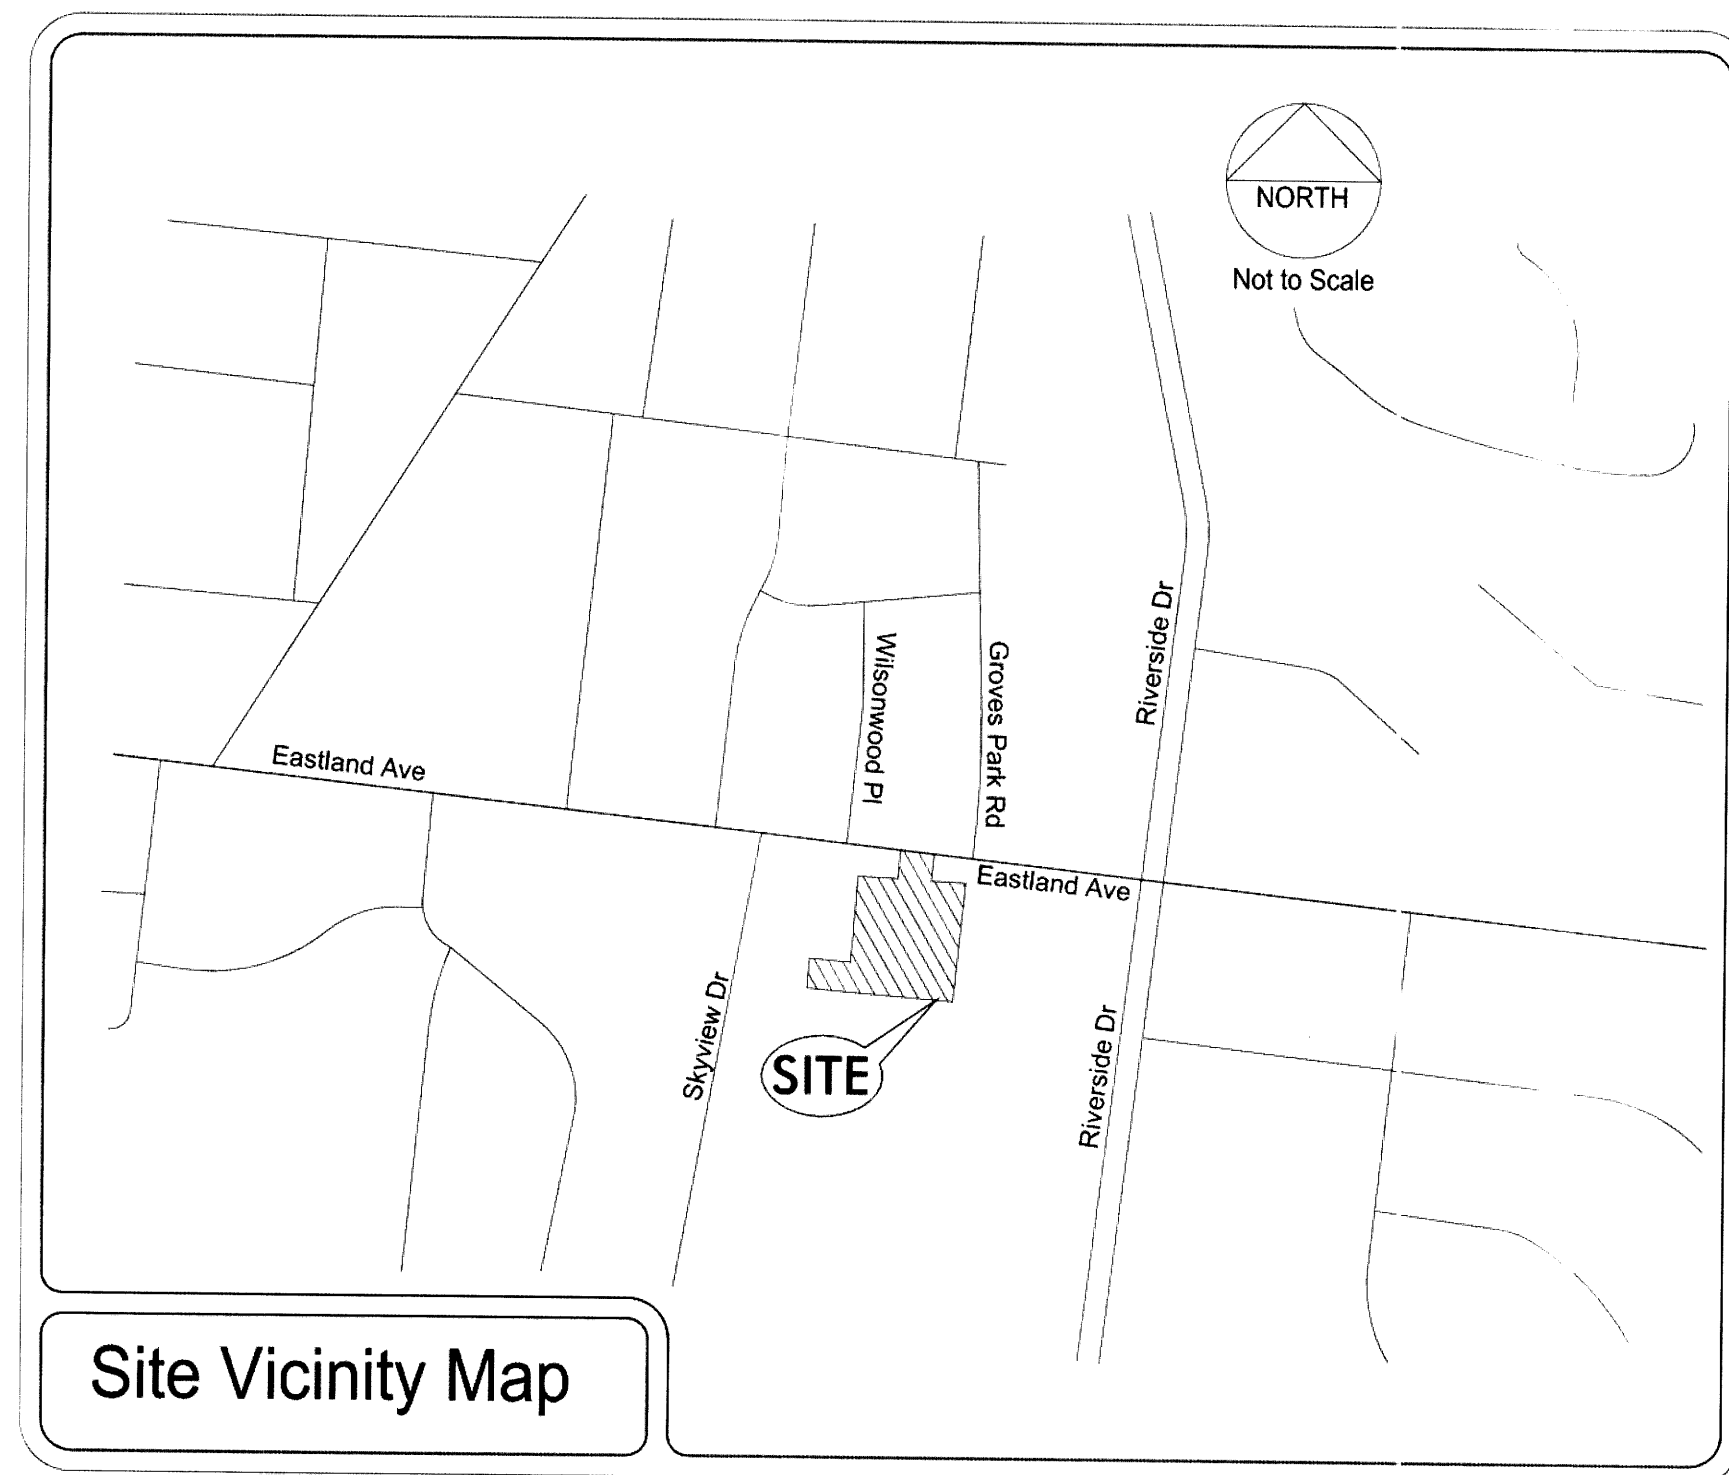 NORTH
Not to Scale
Riverside Dr
Wilsonwood Pl
Groves Park Rd
Eastland Ave
Eastland Ave
Skyview Dr
Riverside Dr
SITE
Site Vicinity Map